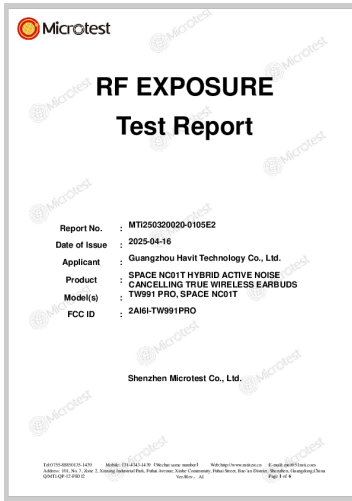 Microtest
RF EXPOSURE
Test Report
Report No. : MTi250320020-0105E2
Date of Issue : 2025-04-16
Applicant : Guangzhou Havit Technology Co., Ltd.
Product : SPACE NC01T HYBRID ACTIVE NOISE
CANCELLING TRUE WIRELESS EARBUDS
Model(s) : TW991 PRO, SPACE NC01T
FCC ID : 2AI6I-TW991PRO
Shenzhen Microtest Co., Ltd.
Page 1 of 6